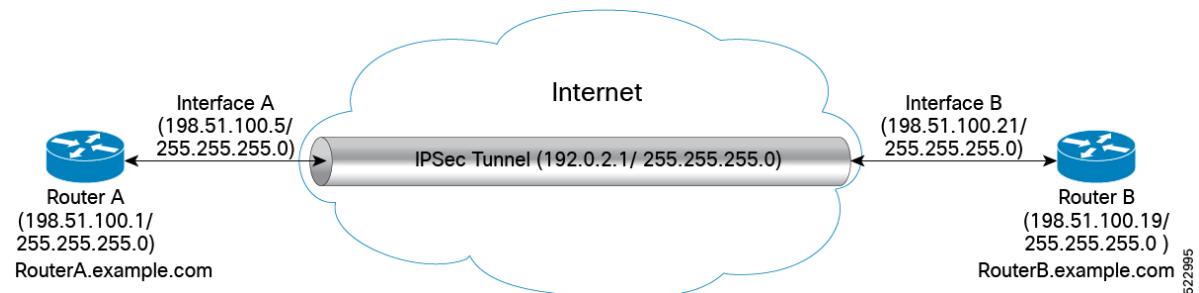 Internet
Interface A
(198.51.100.5/
255.255.255.0)
IPSec Tunnel (192.0.2.1/ 255.255.255.0)
Interface B
(198.51.100.21/
255.255.255.0)
Router A
(198.51.100.1/
255.255.255.0)
RouterA.example.com
Router B
(198.51.100.19/
255.255.255.0 )
RouterB.example.com
522995